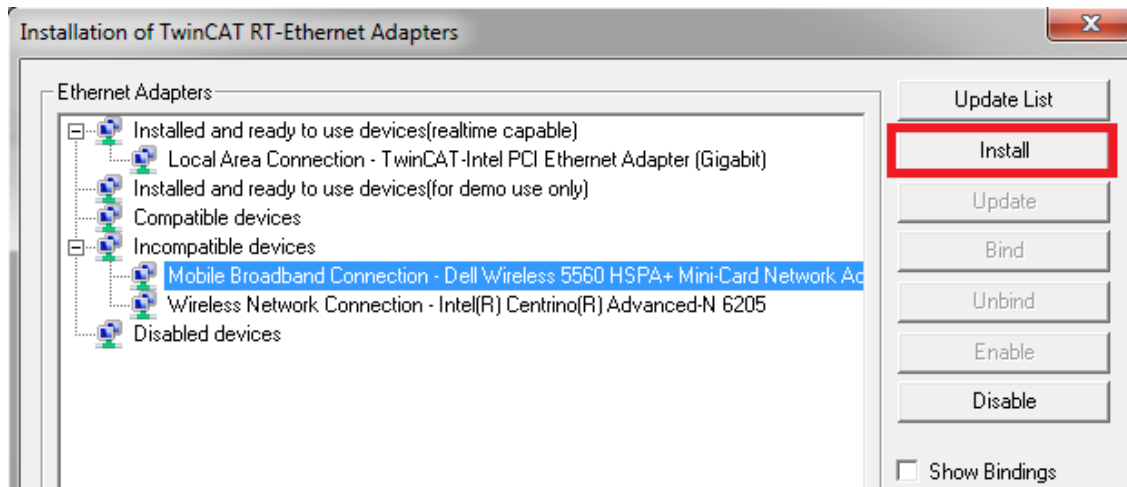 Installation of TwinCAT RT-Ethernet Adapters
Ethernet Adapters
Installed and ready to use devices(realtime capable)
Local Area Connection - TwinCAT-Intel PCI Ethernet Adapter (Gigabit)
Installed and ready to use devices(for demo use only)
Compatible devices
Incompatible devices
Mobile Broadband Connection - Dell Wireless 5560 HSPA+ Mini-Card Network Ad
Wireless Network Connection - Intel(R) Centrino(R) Advanced-N 6205
Disabled devices
Update List
Install
Update
Bind
Unbind
Enable
Disable
Show Bindings